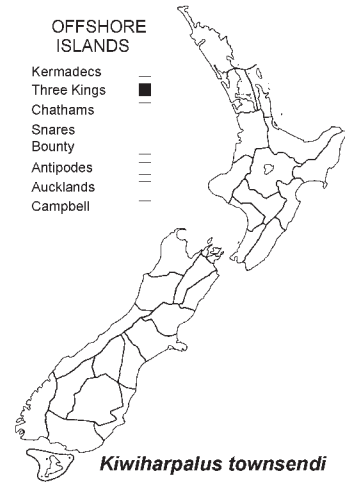 OFFSHORE
ISLANDS
Kermadecs
Three Kings
Chathams
Snares
Bounty
Antipodes
Aucklands
Campbell
Kiwiharpalus townsendi